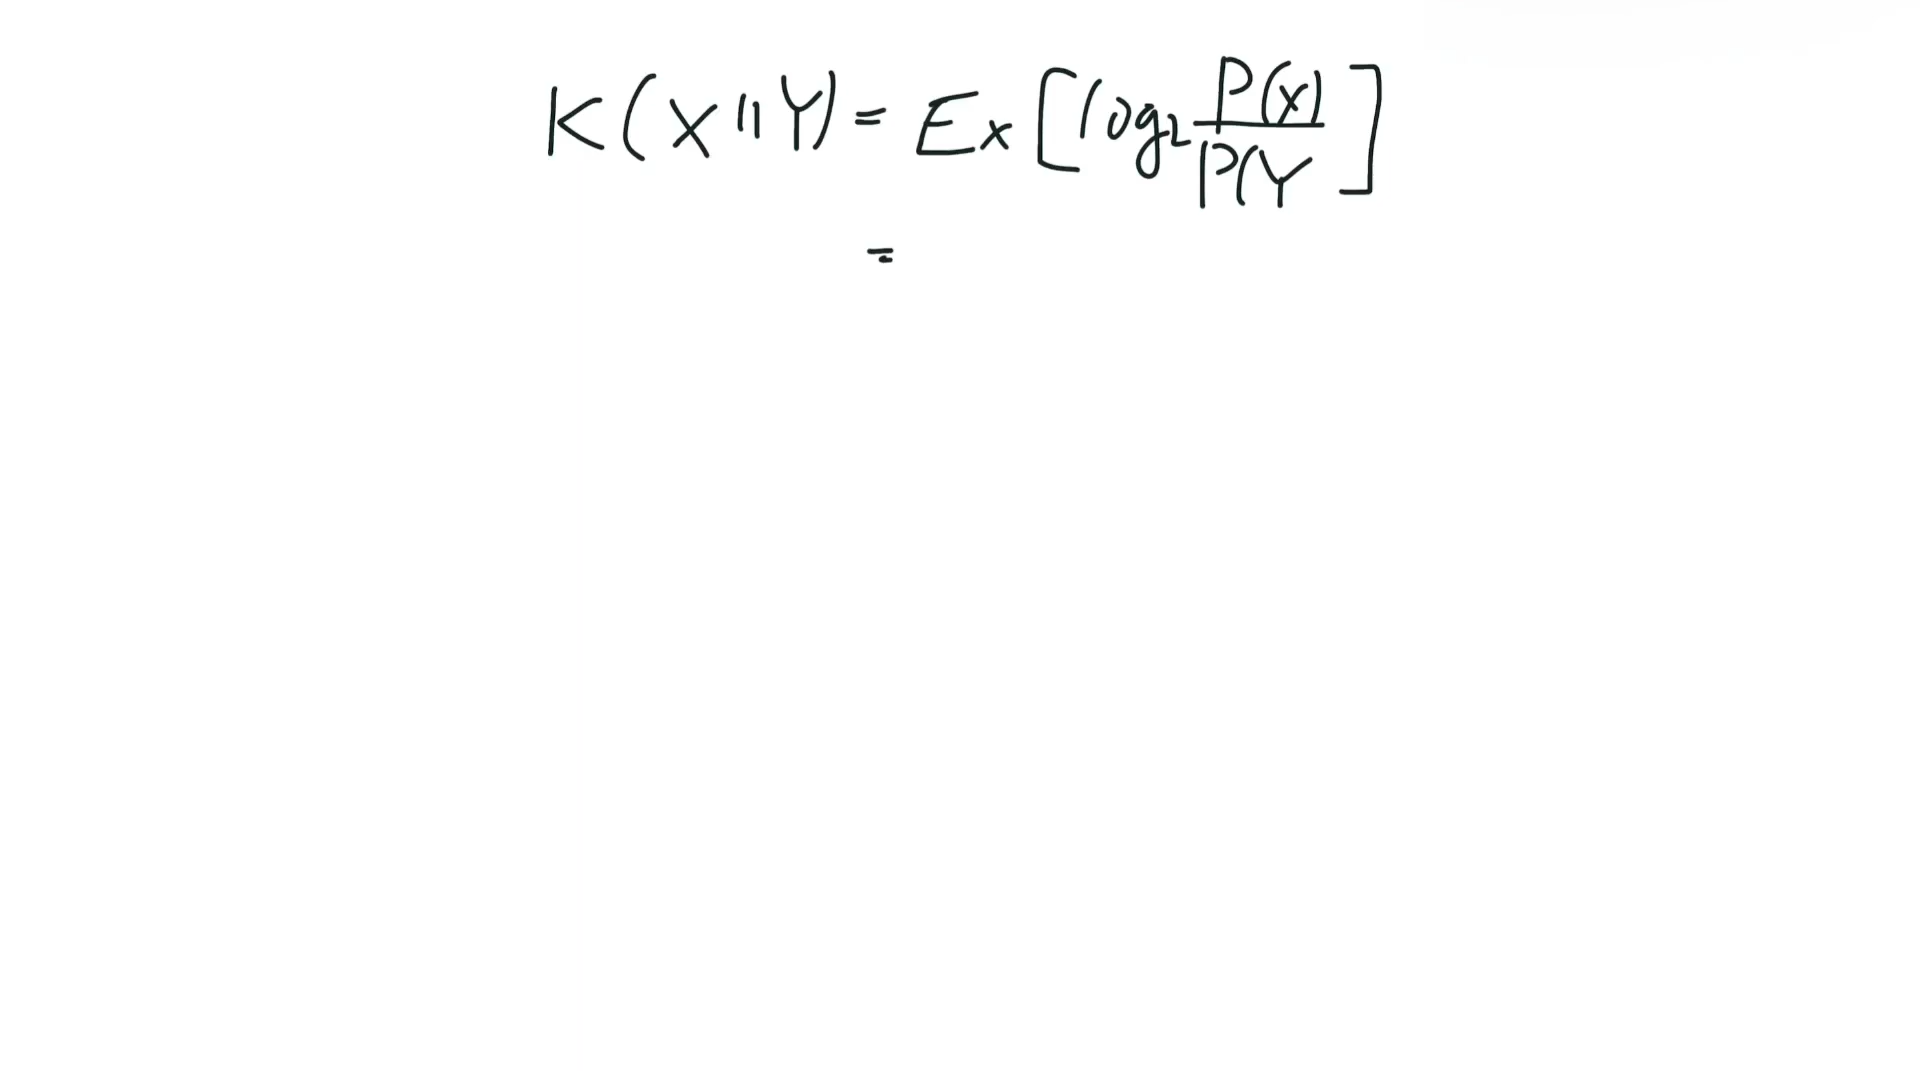 K(X||Y) = Ex[log₂ P(x)/P(Y ]
=